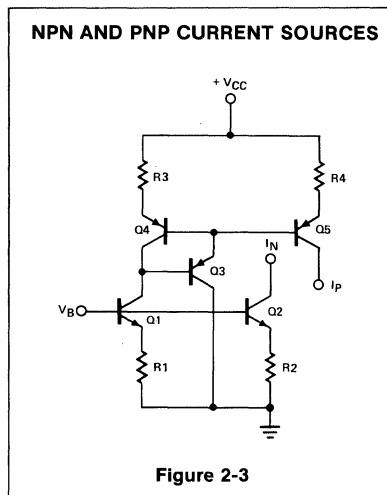 NPN AND PNP CURRENT SOURCES
+ VCC
R3
R4
Q4
Q5
IN
Q3
IP
VB
Q1
Q2
R1
R2
Figure 2-3